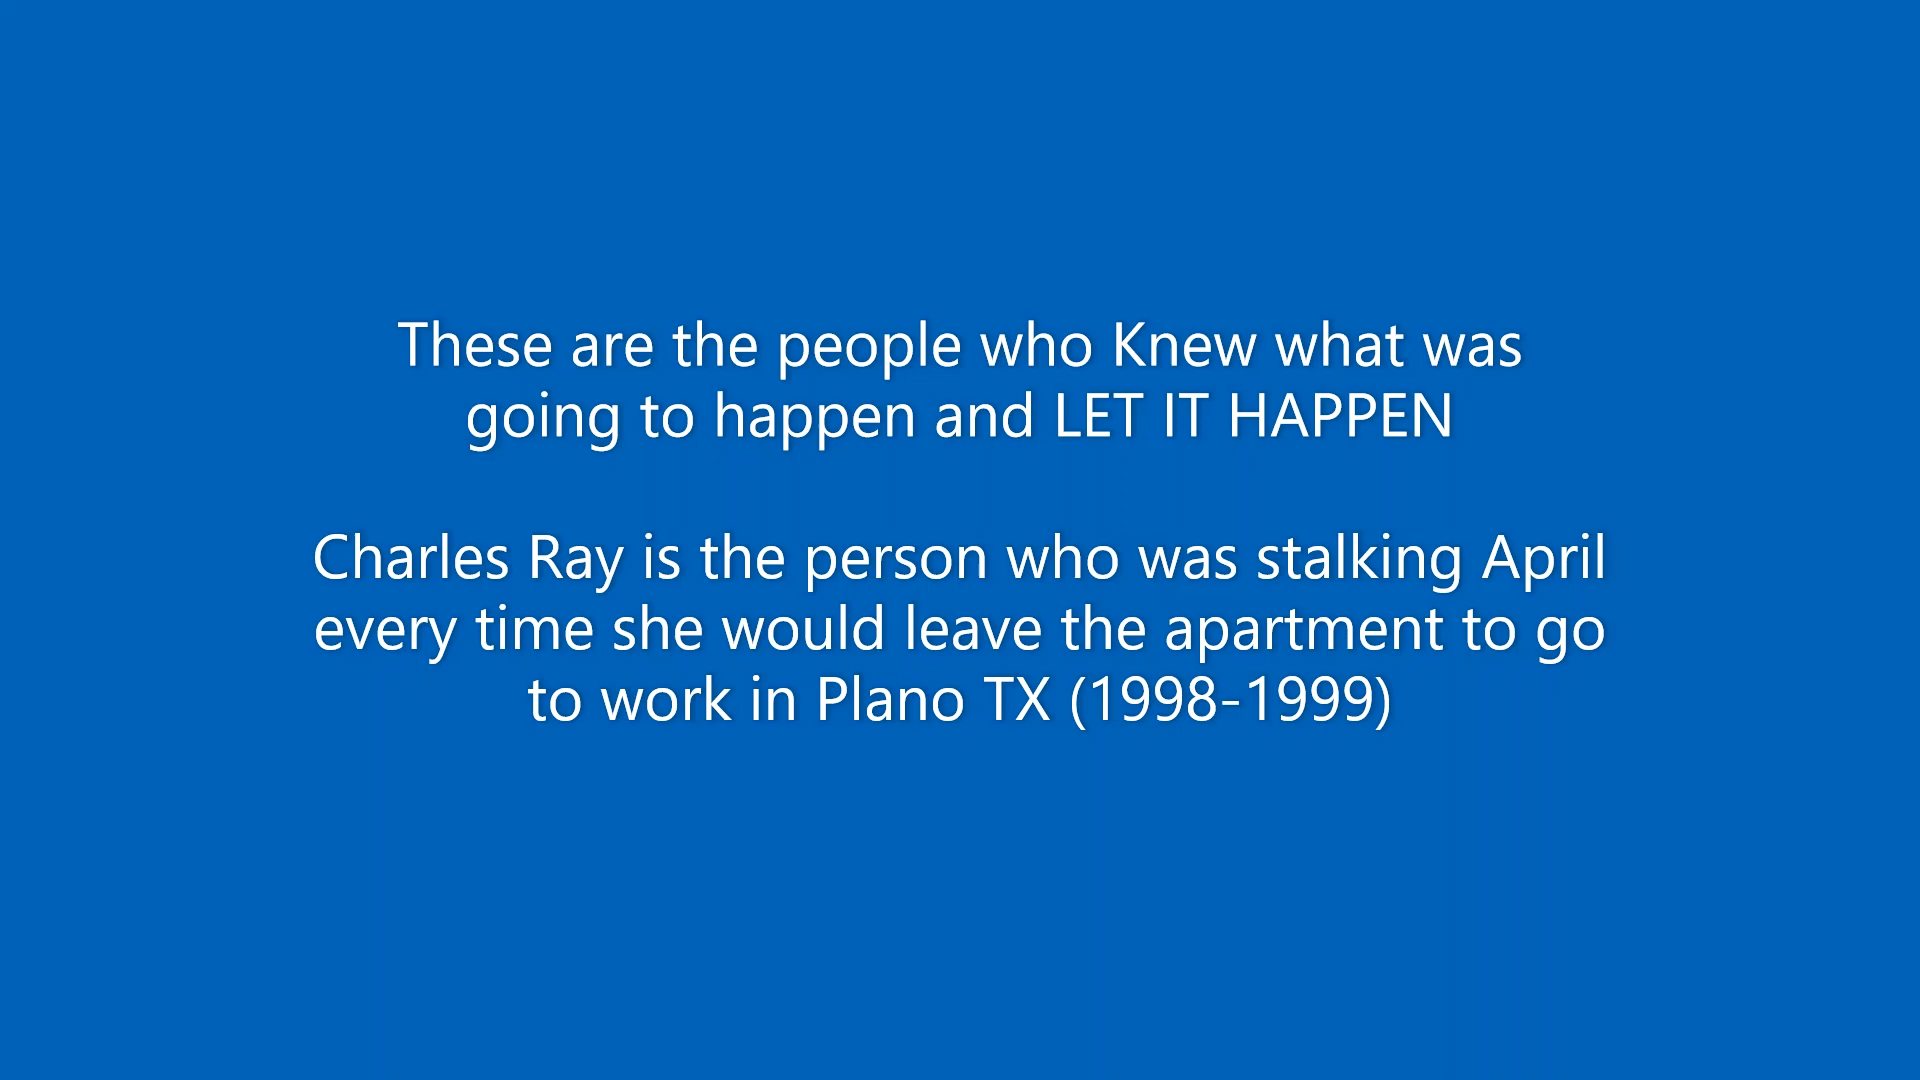 These are the people who Knew what was
going to happen and LET IT HAPPEN
Charles Ray is the person who was stalking April
every time she would leave the apartment to go
to work in Plano TX (1998-1999)